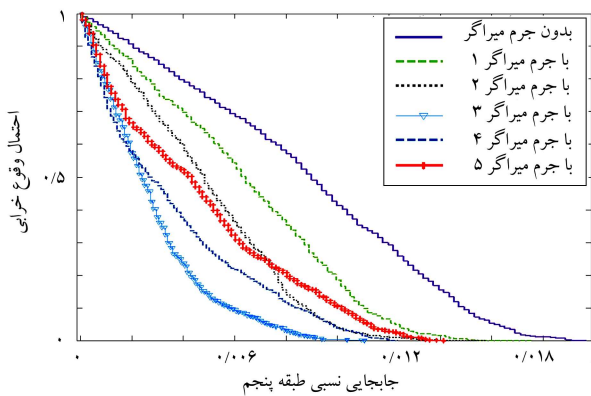 ۱
بدون جرم میراگر
با جرم میراگر ۱
با جرم میراگر ۲
با جرم میراگر ۳
با جرم میراگر ۴
با جرم میراگر ۵
احتمال وقوع خرابی
۰/۵
۰
۰
۰/۰۰۶
۰/۰۱۲
۰/۰۱۸
جابجایی نسبی طبقه پنجم